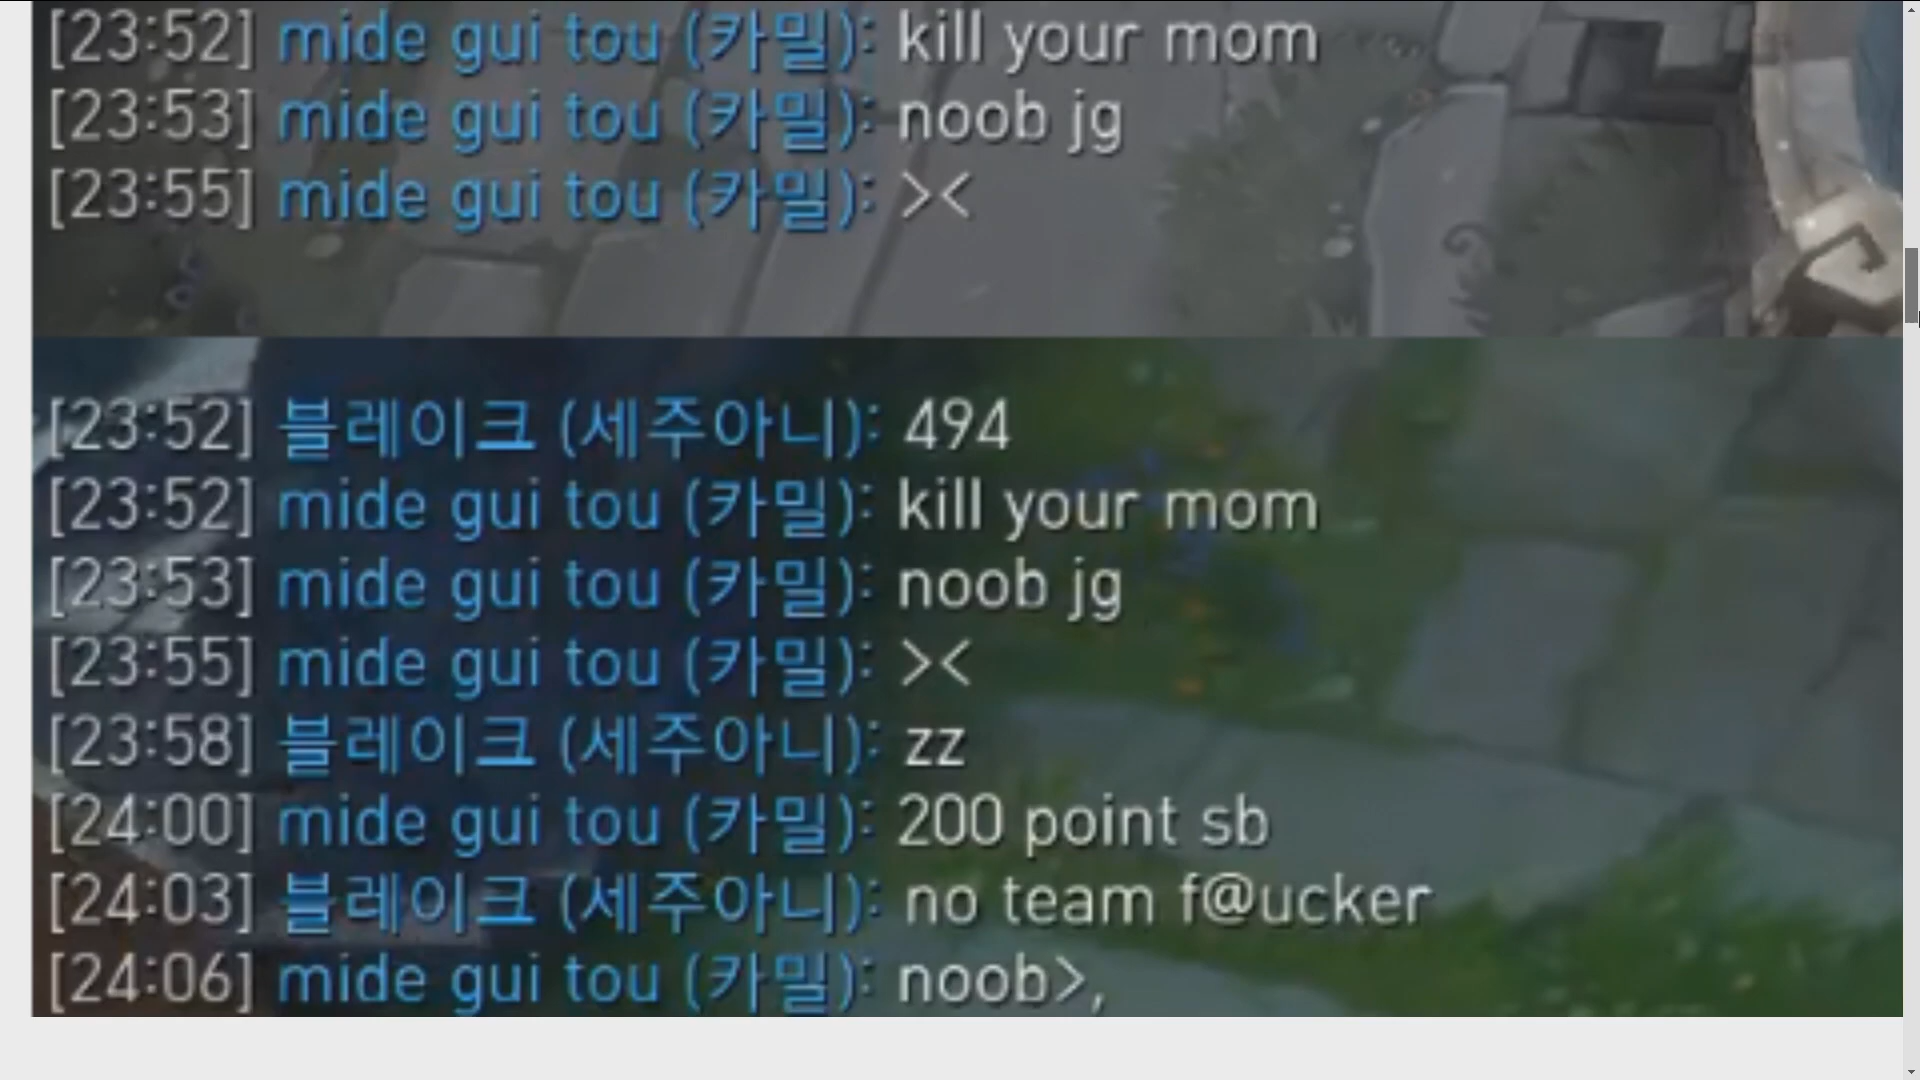 [23:52] mide gui tou (카밀): kill your mom
[23:53] mide gui tou (카밀): noob jg
[23:55] mide gui tou (카밀): ><
[23:52] 블레이크 (세주아니): 494
[23:52] mide gui tou (카밀): kill your mom
[23:53] mide gui tou (카밀): noob jg
[23:55] mide gui tou (카밀): ><
[23:58] 블레이크 (세주아니): zz
[24:00] mide gui tou (카밀): 200 point sb
[24:03] 블레이크 (세주아니): no team f@ucker
[24:06] mide gui tou (카밀): noob>,